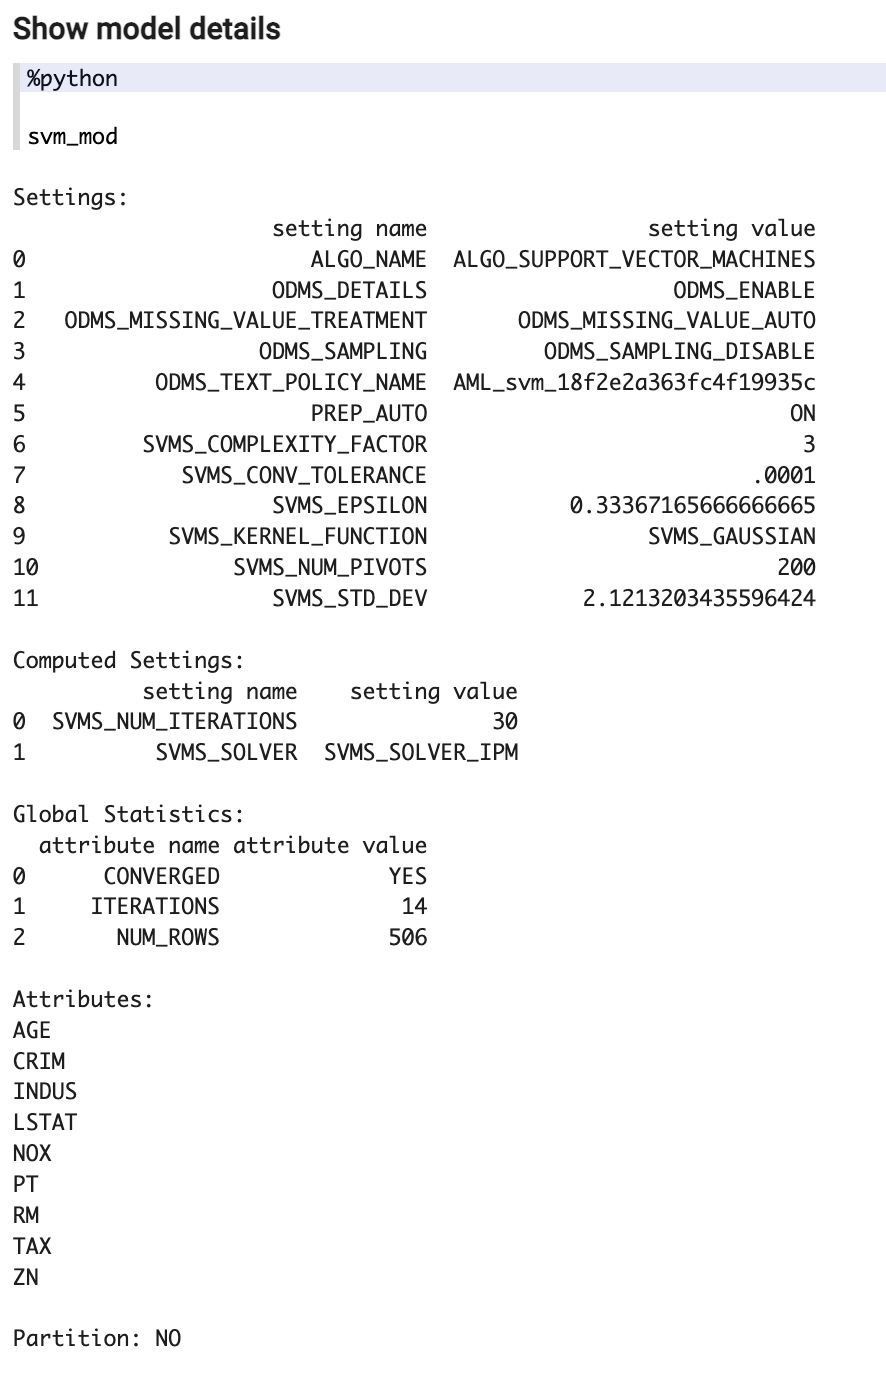 Show model details
%python
svm_mod
Settings:
setting name setting value
0 ALGO_NAME ALGO_SUPPORT_VECTOR_MACHINES
1 ODMS_DETAILS ODMS_ENABLE
2 ODMS_MISSING_VALUE_TREATMENT ODMS_MISSING_VALUE_AUTO
3 ODMS_SAMPLING ODMS_SAMPLING_DISABLE
4 ODMS_TEXT_POLICY_NAME AML_svm_18f2e2a363fc4f19935c
5 PREP_AUTO ON
6 SVMS_COMPLEXITY_FACTOR 3
7 SVMS_CONV_TOLERANCE .0001
8 SVMS_EPSILON 0.33367165666666665
9 SVMS_KERNEL_FUNCTION SVMS_GAUSSIAN
10 SVMS_NUM_PIVOTS 200
11 SVMS_STD_DEV 2.1213203435596424
Computed Settings:
setting name setting value
0 SVMS_NUM_ITERATIONS 30
1 SVMS_SOLVER SVMS_SOLVER_IPM
Global Statistics:
attribute name attribute value
0 CONVERGED YES
1 ITERATIONS 14
2 NUM_ROWS 506
Attributes:
AGE
CRIM
INDUS
LSTAT
NOX
PT
RM
TAX
ZN
Partition: NO